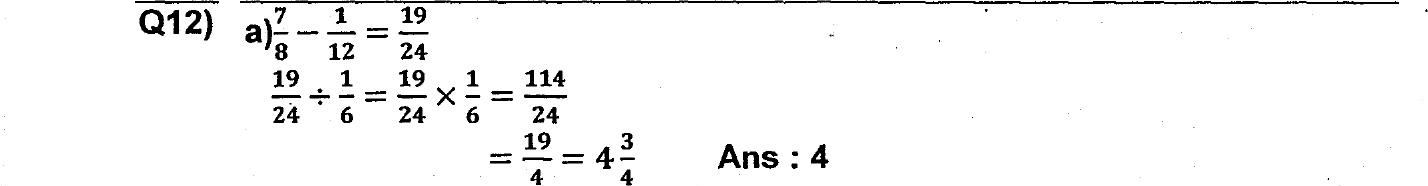 Q12) a) 7/8 − 1/12 = 19/24
19/24 ÷ 1/6 = 19/24 × 1/6 = 114/24
= 19/4 = 4 3/4 Ans : 4